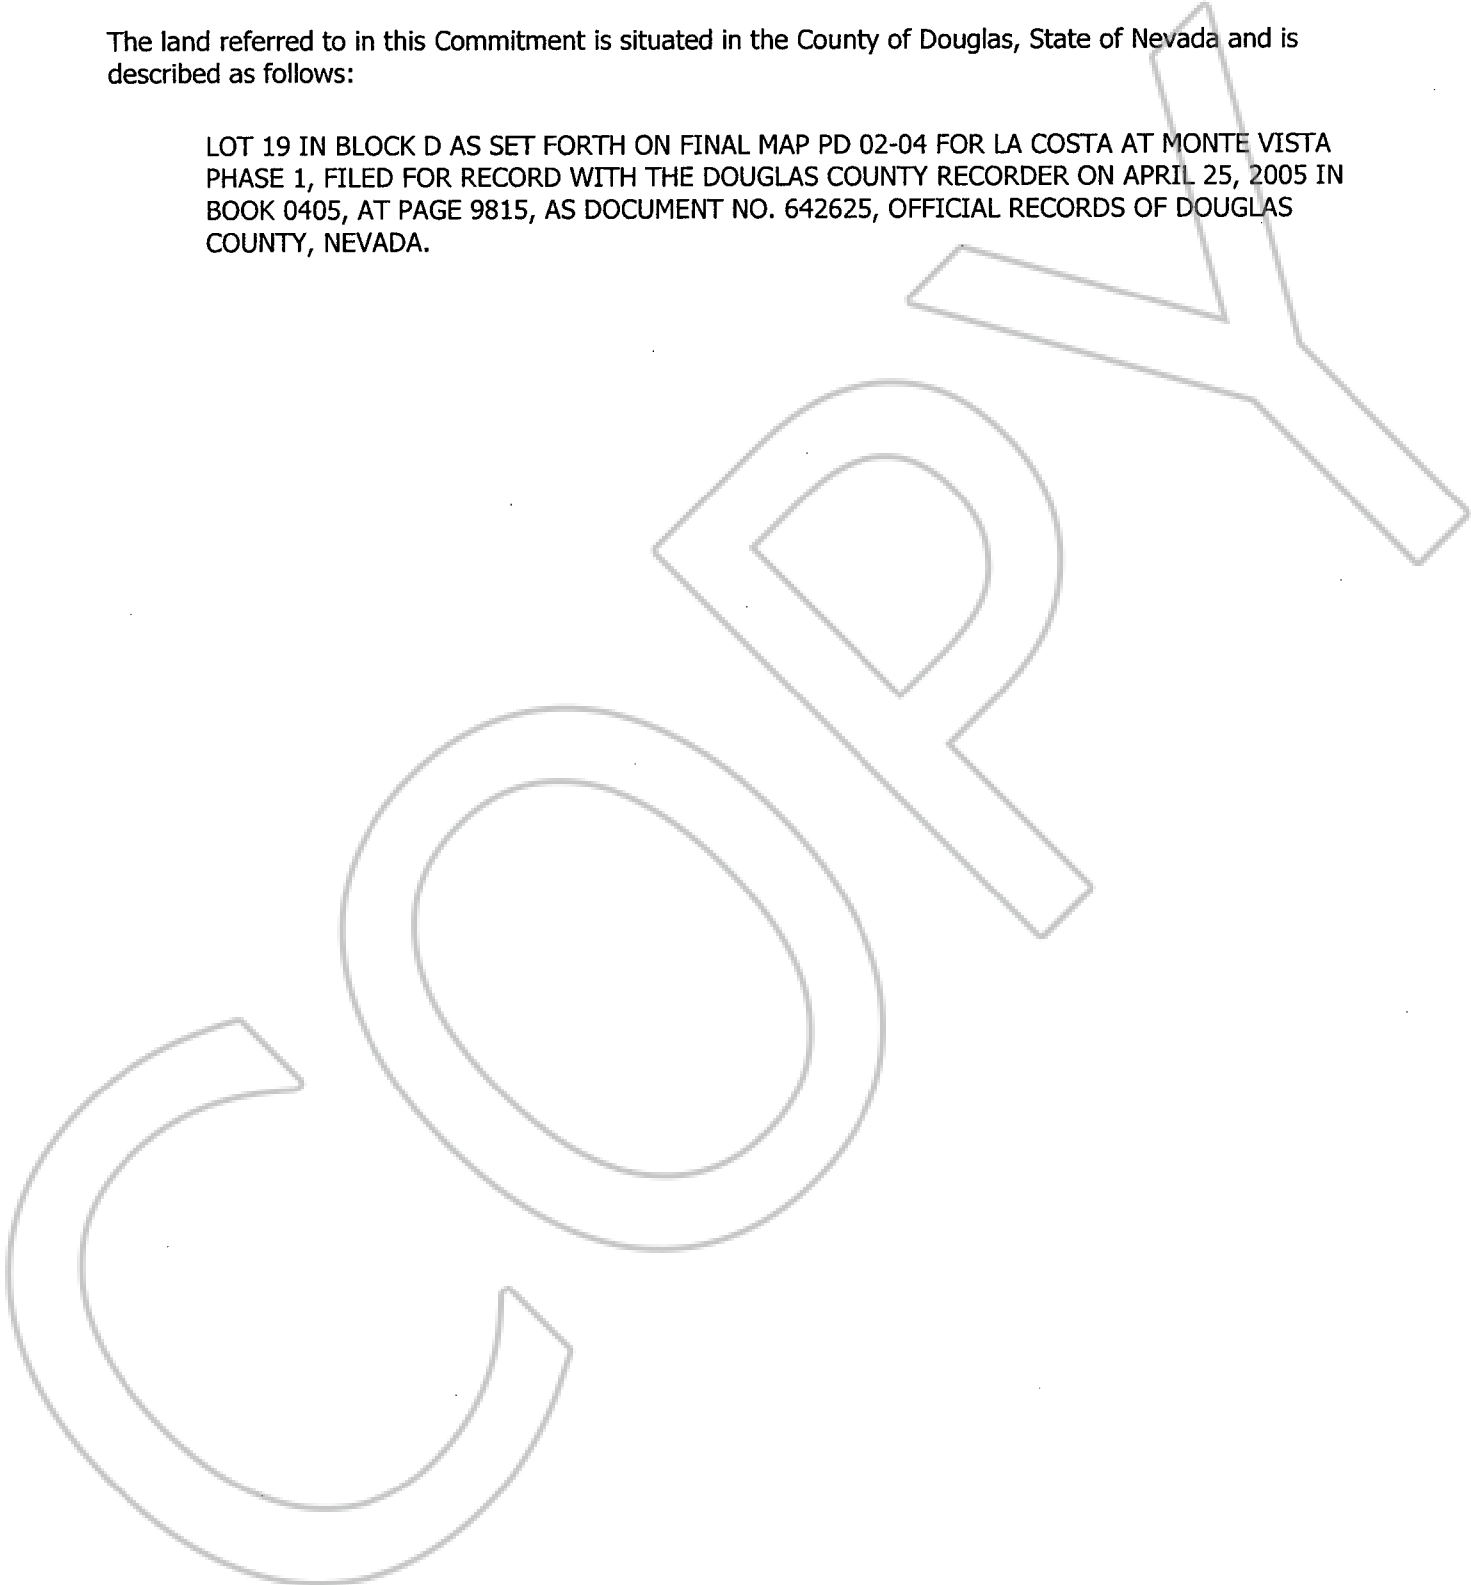 The land referred to in this Commitment is situated in the County of Douglas, State of Nevada and is
described as follows:
LOT 19 IN BLOCK D AS SET FORTH ON FINAL MAP PD 02-04 FOR LA COSTA AT MONTE VISTA
PHASE 1, FILED FOR RECORD WITH THE DOUGLAS COUNTY RECORDER ON APRIL 25, 2005 IN
BOOK 0405, AT PAGE 9815, AS DOCUMENT NO. 642625, OFFICIAL RECORDS OF DOUGLAS
COUNTY, NEVADA.
COPY